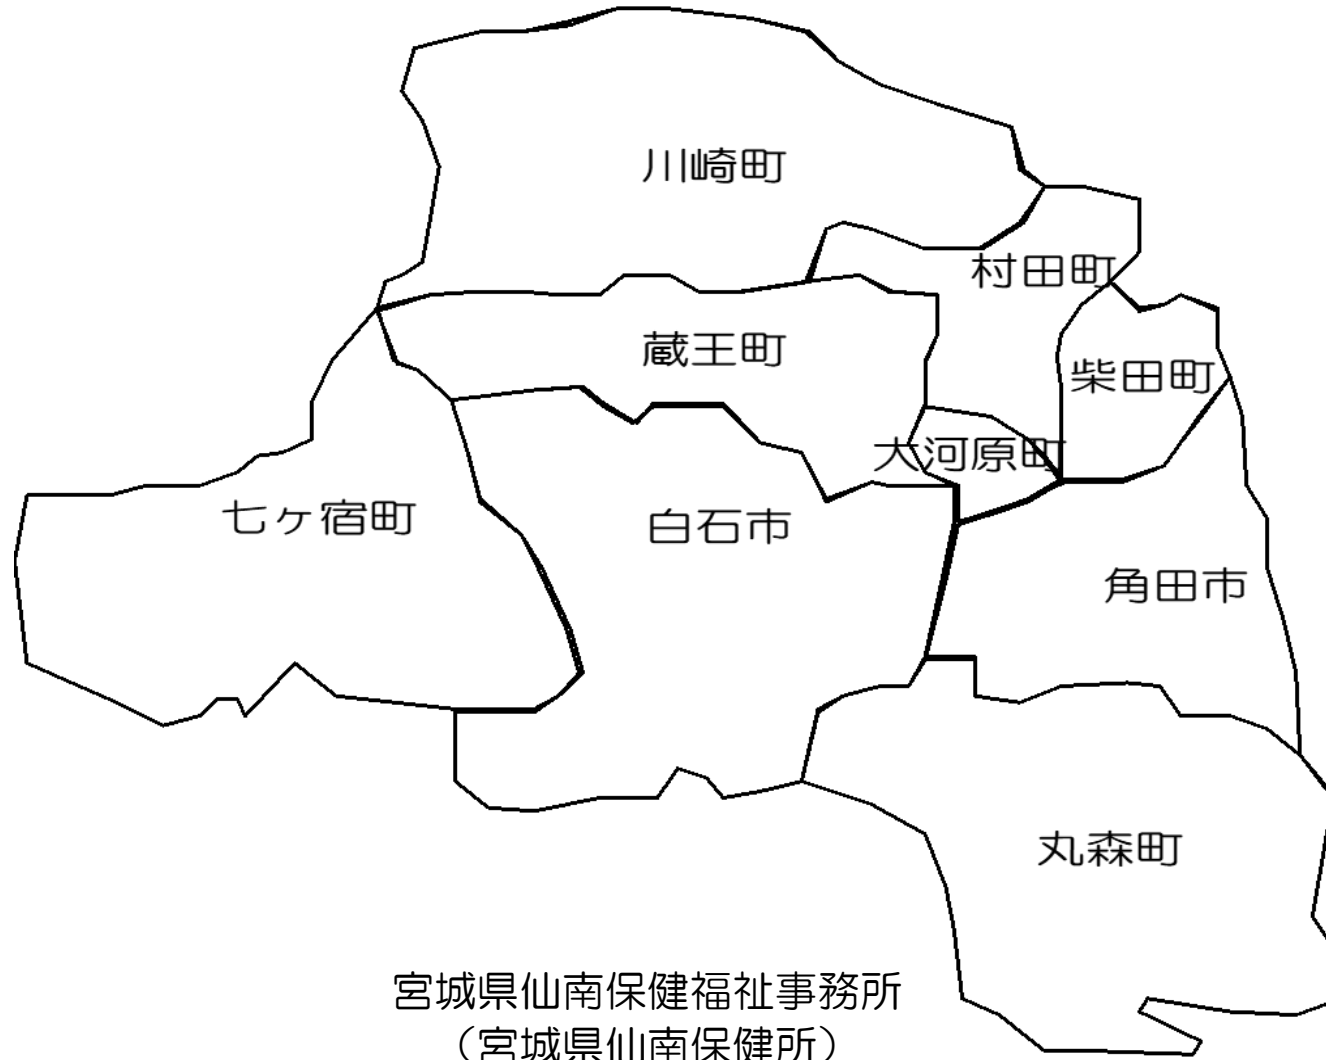 川崎町
村田町
蔵王町
柴田町
大河原町
七ヶ宿町
白石市
角田市
丸森町
宮城県仙南保健福祉事務所
（宮城県仙南保健所）